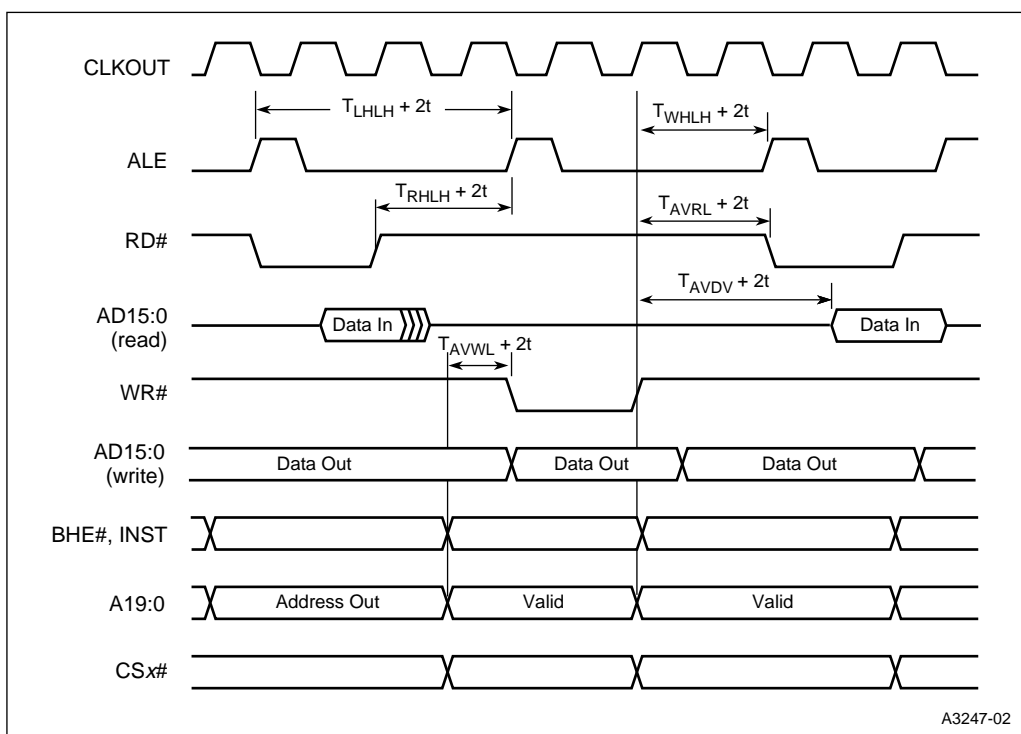 CLKOUT
T_LHLH + 2t
T_WHLH + 2t
ALE
T_RHLH + 2t
T_AVRL + 2t
RD#
T_AVDV + 2t
AD15:0
(read)
Data In
Data In
T_AVWL + 2t
WR#
AD15:0
(write)
Data Out
Data Out
Data Out
BHE#, INST
A19:0
Address Out
Valid
Valid
CSx#
A3247-02